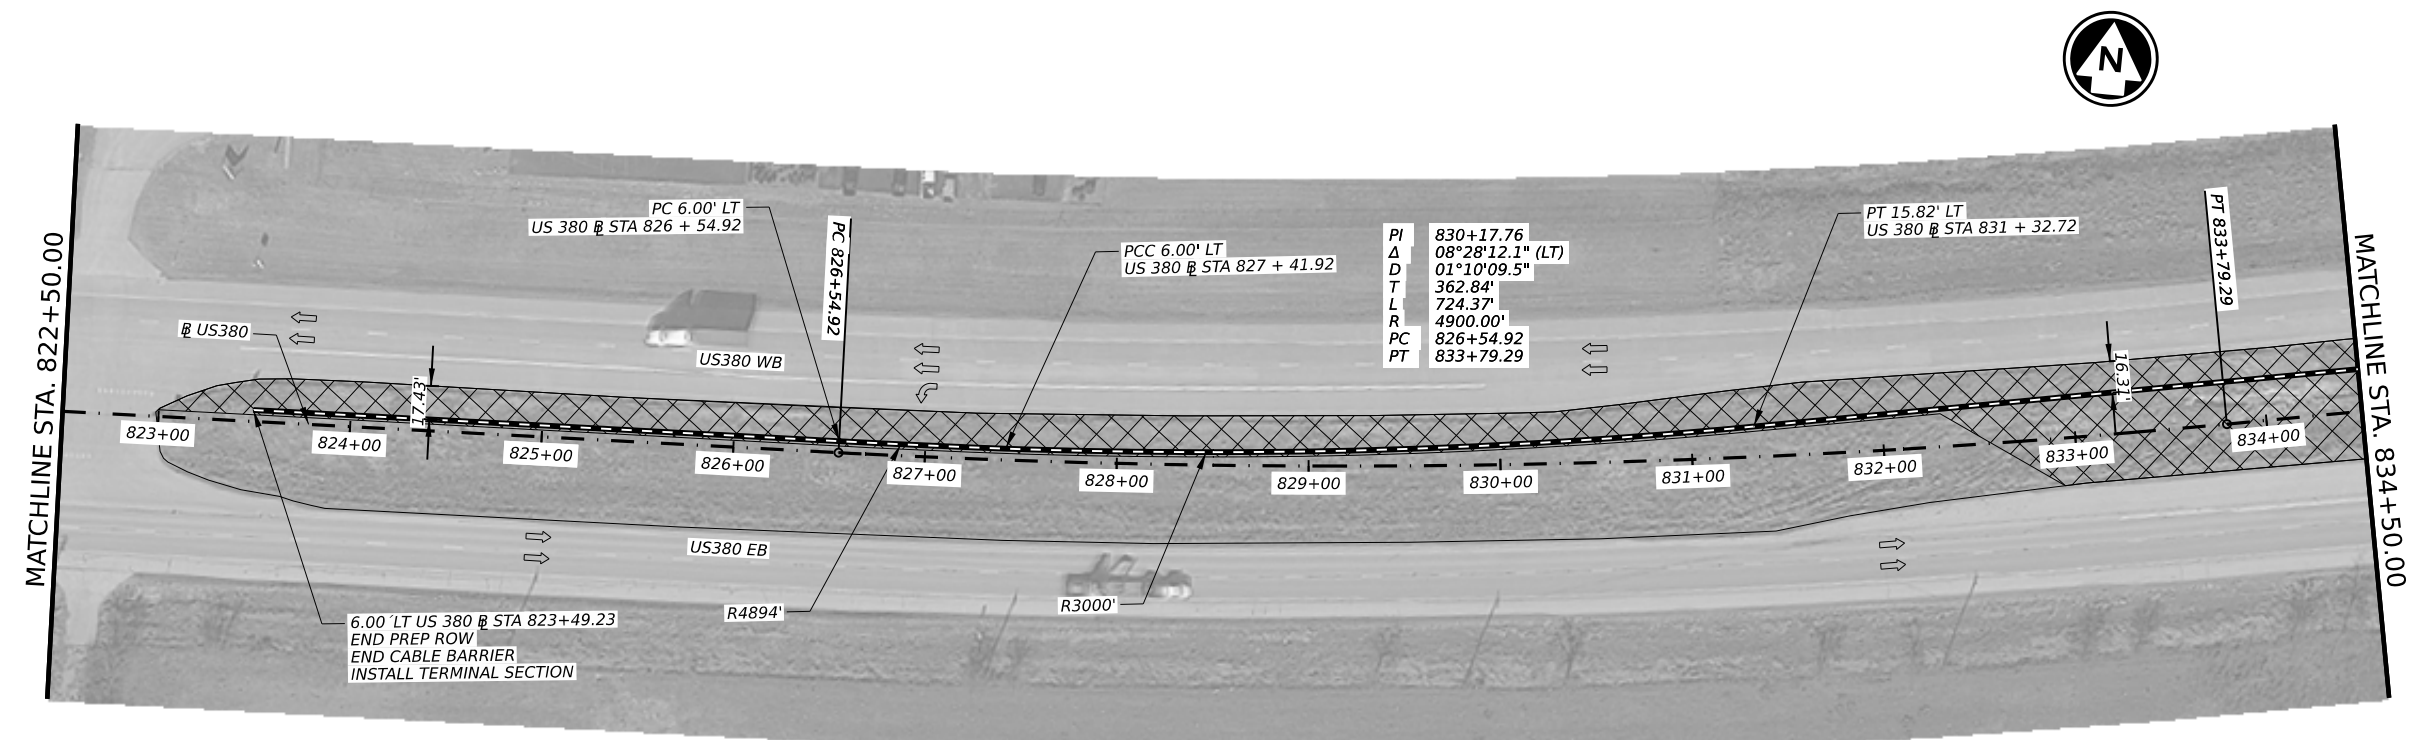 N
MATCHLINE STA. 822+50.00
PC 6.00' LT
US 380 ⅊ STA 826 + 54.92
PC 826+54.92
PCC 6.00' LT
US 380 ⅊ STA 827 + 41.92
PI 830+17.76
Δ 08°28'12.1" (LT)
D 01°10'09.5"
T 362.84'
L 724.37'
R 4900.00'
PC 826+54.92
PT 833+79.29
PT 15.82' LT
US 380 ⅊ STA 831 + 32.72
PT 833+79.29
MATCHLINE STA. 834+50.00
⅊ US380
US380 WB
17.43'
16.31'
823+00
824+00
825+00
826+00
827+00
828+00
829+00
830+00
831+00
832+00
833+00
834+00
US380 EB
R4894'
R3000'
6.00´LT US 380 ⅊ STA 823+49.23
END PREP ROW
END CABLE BARRIER
INSTALL TERMINAL SECTION